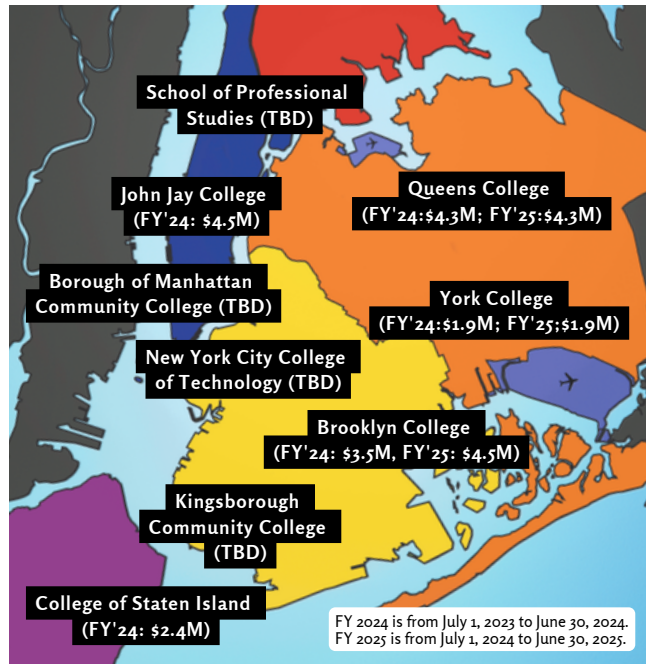 School of Professional
Studies (TBD)
John Jay College
(FY'24: $4.5M)
Queens College
(FY'24:$4.3M; FY'25:$4.3M)
Borough of Manhattan
Community College (TBD)
York College
(FY'24:$1.9M; FY'25;$1.9M)
New York City College
of Technology (TBD)
Brooklyn College
(FY'24: $3.5M, FY'25: $4.5M)
Kingsborough
Community College
(TBD)
College of Staten Island
(FY'24: $2.4M)
FY 2024 is from July 1, 2023 to June 30, 2024.
FY 2025 is from July 1, 2024 to June 30, 2025.